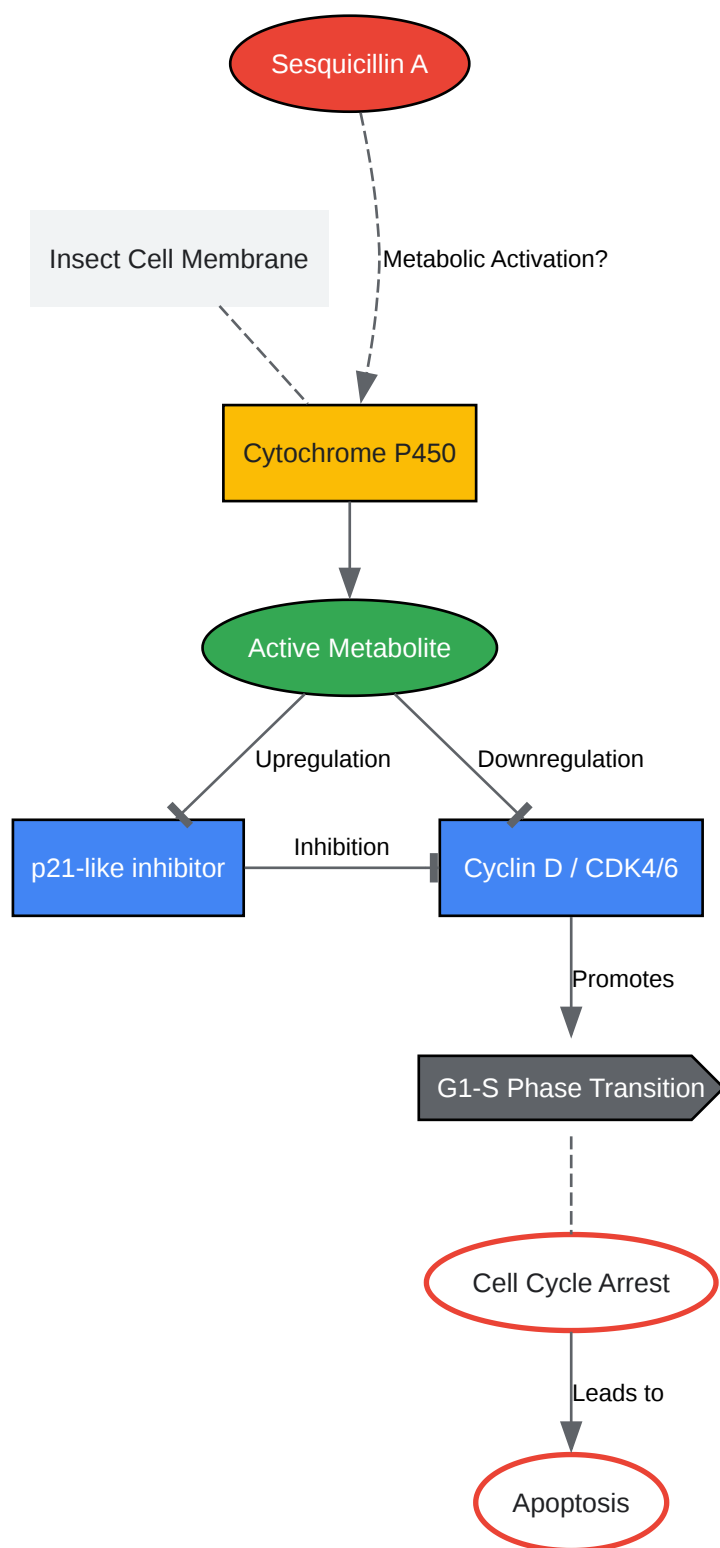 Sesquicillin A
Insect Cell Membrane
Metabolic Activation?
Cytochrome P450
Active Metabolite
Upregulation
Downregulation
p21-like inhibitor
Inhibition
Cyclin D / CDK4/6
Promotes
G1-S Phase Transition
Cell Cycle Arrest
Leads to
Apoptosis